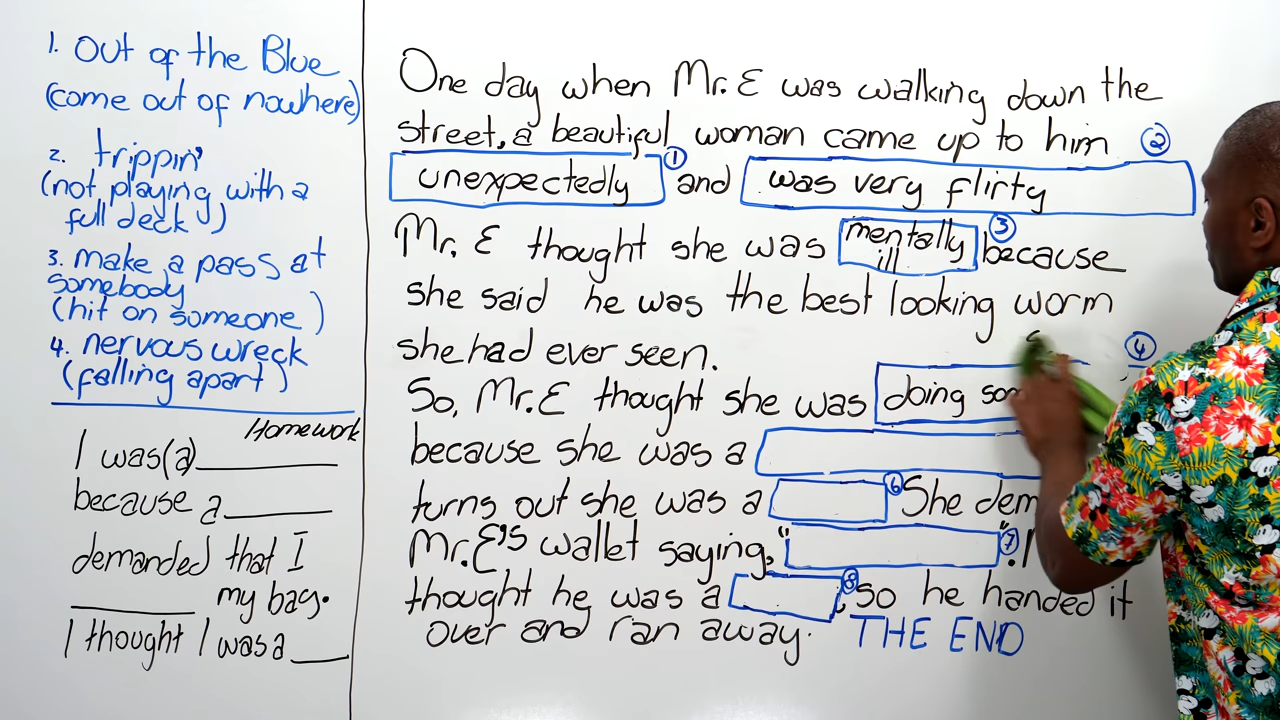 1. Out of the Blue
(come out of nowhere)
2. trippin'
(not playing with a
full deck)
3. make a pass at
somebody
(hit on someone)
4. nervous wreck
(falling apart)
Homework
I was(a)
because a
demanded that I
my bag.
I thought I was a
One day when Mr. E was walking down the
street, a beautiful woman came up to him
unexpectedly ① and was very flirty ②
Mr. E thought she was mentally ill ③ because
she said he was the best looking worm
she had ever seen.
So, Mr. E thought she was doing ④
because she was a
turns out she was a ⑥ She
Mr. E's wallet saying, " " ⑦ .
thought he was a ⑧, so he handed it
over and ran away. THE END